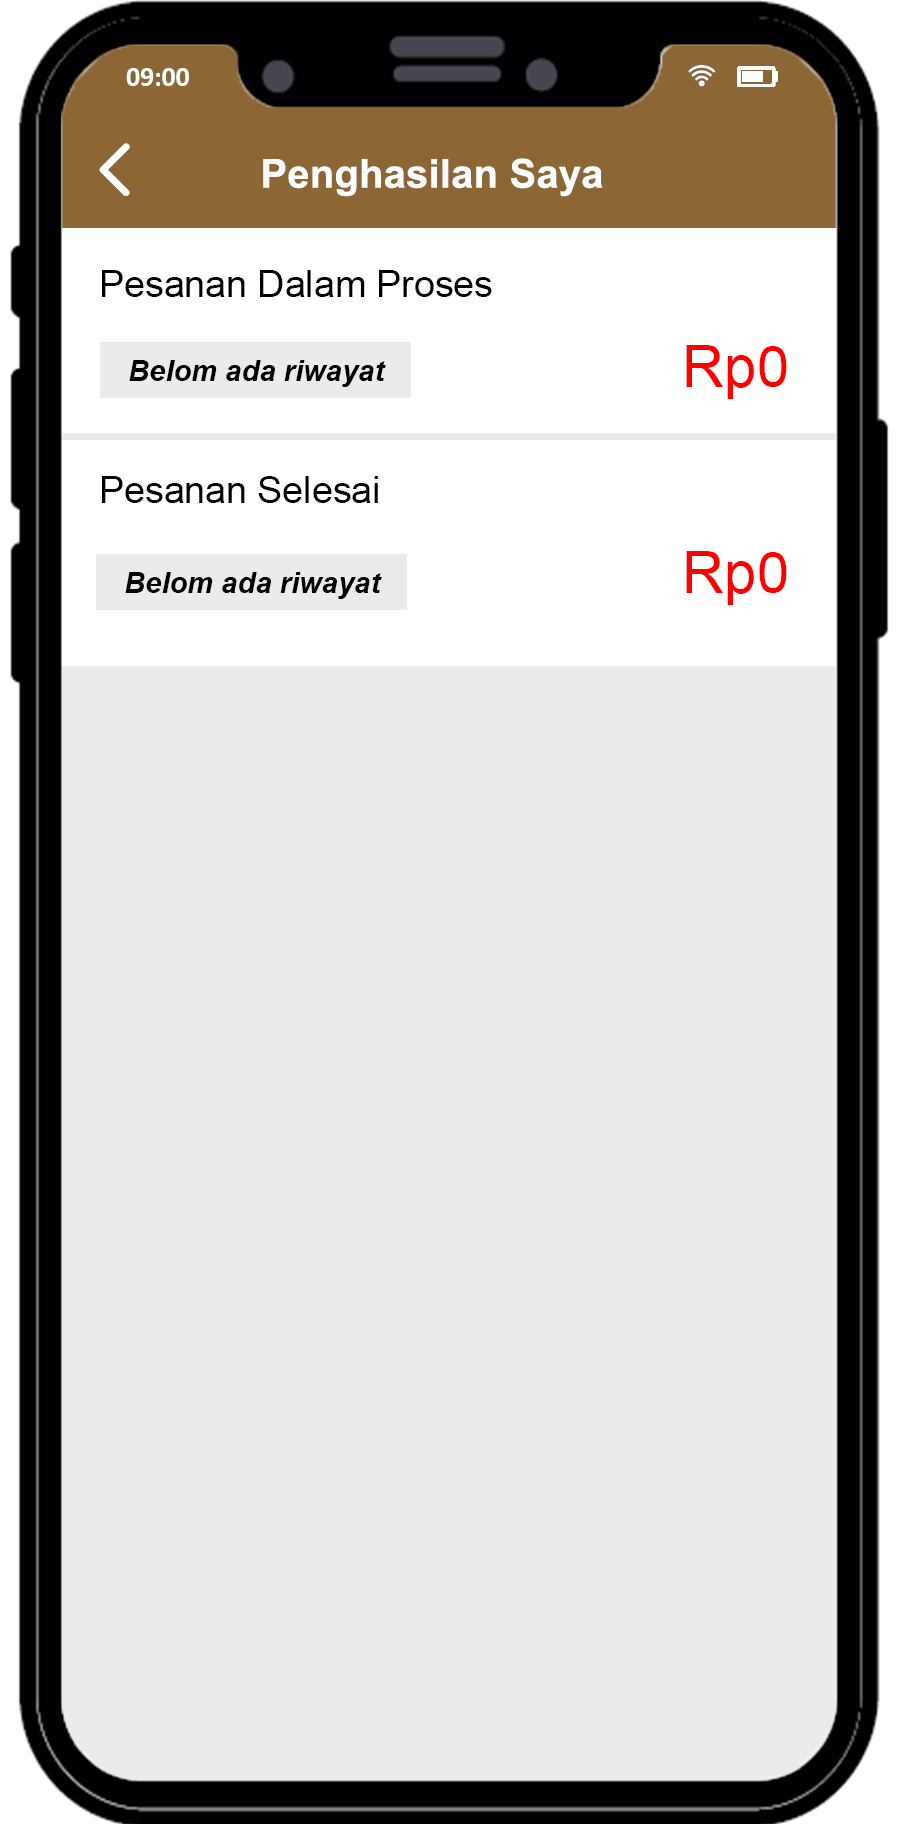 09:00
Penghasilan Saya
Pesanan Dalam Proses
Belom ada riwayat
Rp0
Pesanan Selesai
Belom ada riwayat
Rp0